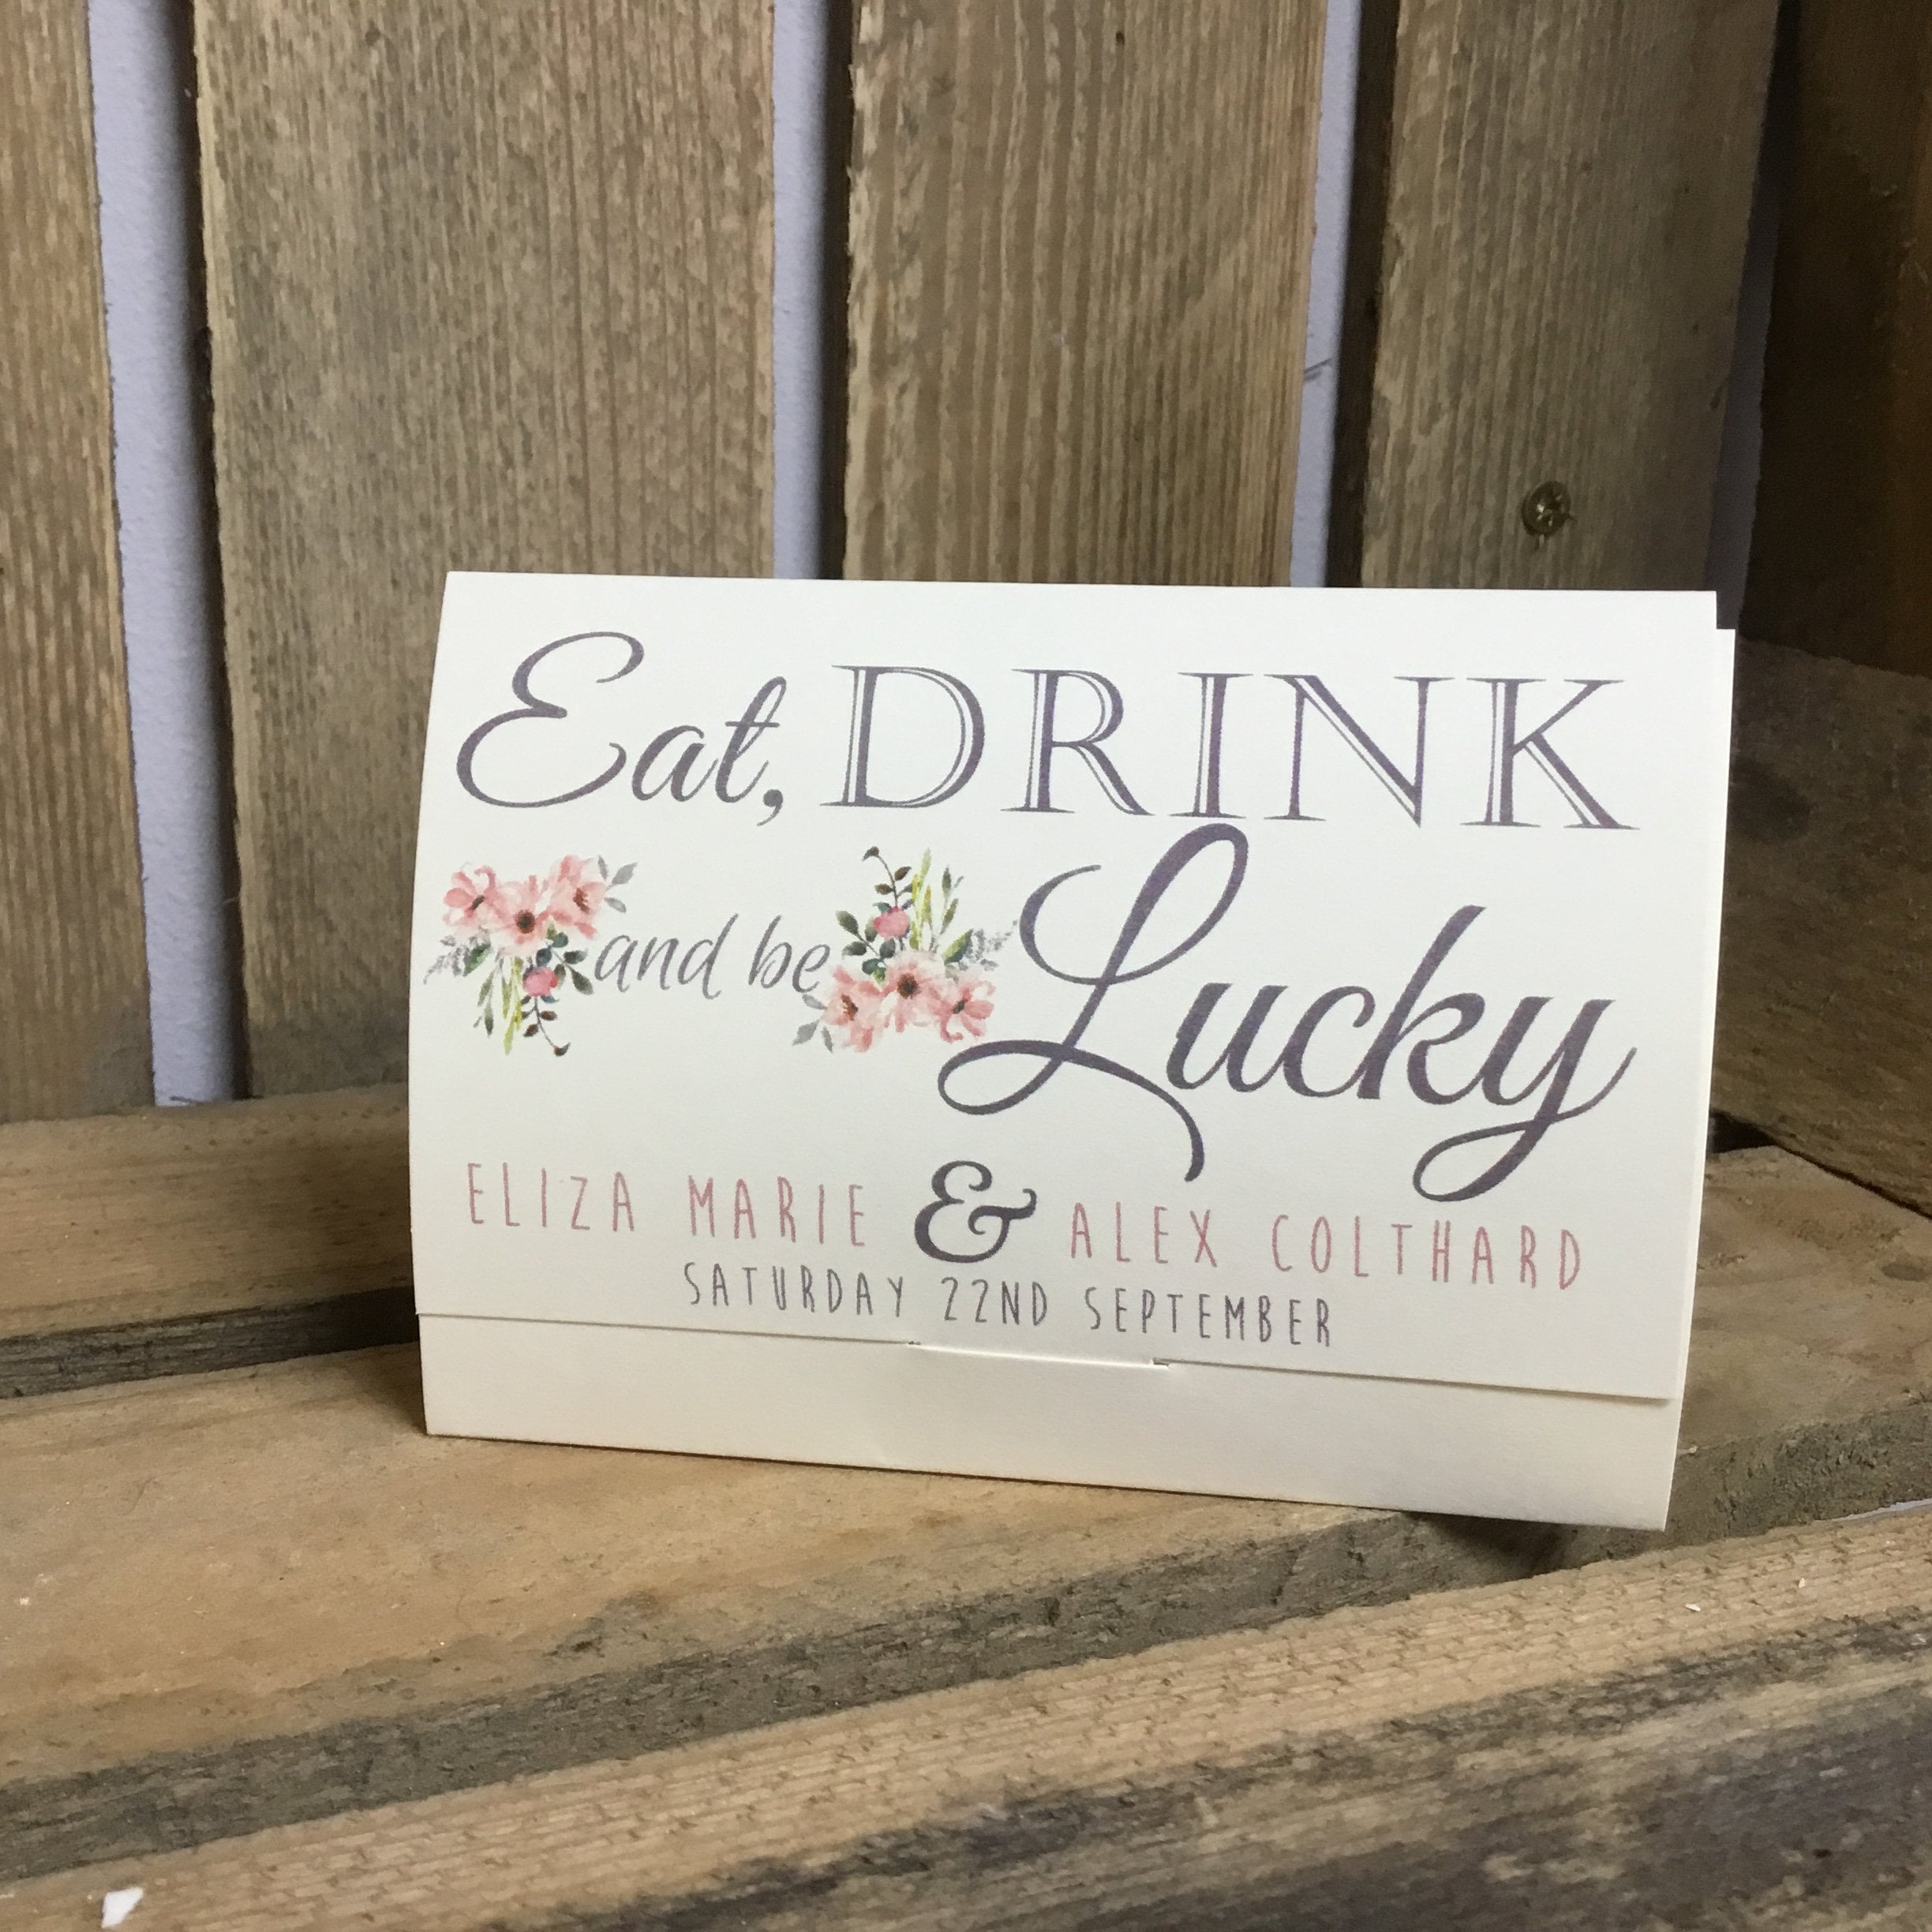 Eat, DRINK
and be Lucky
ELIZA MARIE & ALEX COLTHARD
SATURDAY 22ND SEPTEMBER